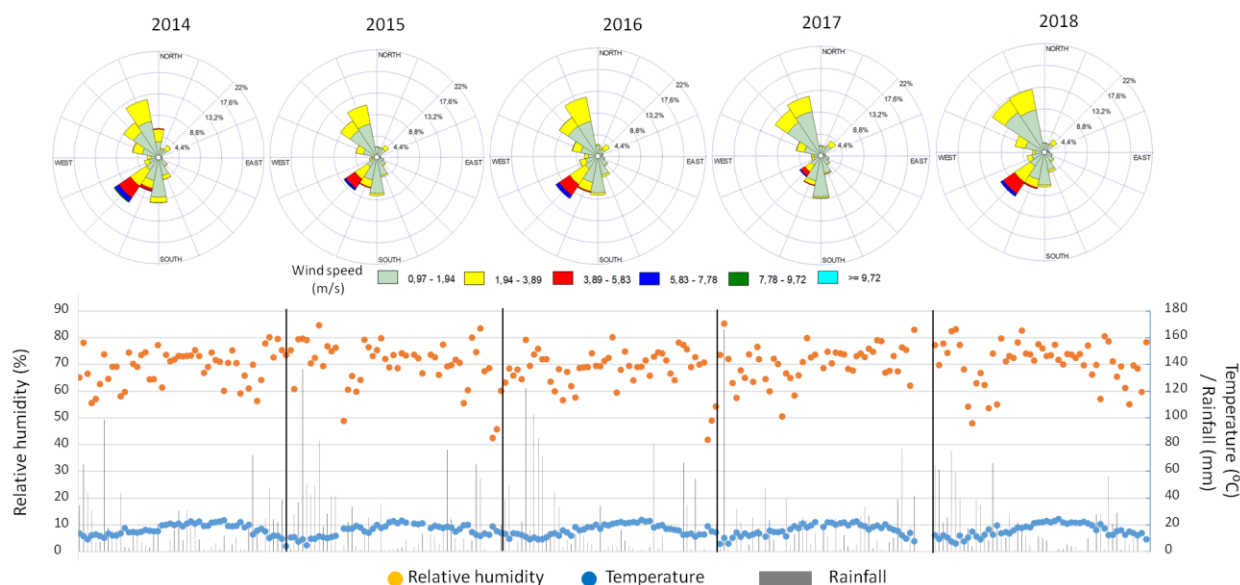 2014 2015 2016 2017 2018
NORTH NORTH NORTH NORTH NORTH
22% 22% 22% 22% 22%
17,6% 17,6% 17,6% 17,6% 17,6%
13,2% 13,2% 13,2% 13,2% 13,2%
8,8% 8,8% 8,8% 8,8% 8,8%
4,4% 4,4% 4,4% 4,4% 4,4%
WEST EAST WEST EAST WEST EAST WEST EAST WEST EAST
SOUTH SOUTH SOUTH SOUTH SOUTH
Wind speed
(m/s)
0,97 - 1,94 1,94 - 3,89 3,89 - 5,83 5,83 - 7,78 7,78 - 9,72 >= 9,72
Relative humidity (%)
90 180
80 160
70 140
60 120
50 100
40 80
30 60
20 40
10 20
0 0
Temperature (°C)
/ Rainfall (mm)
Relative humidity Temperature Rainfall